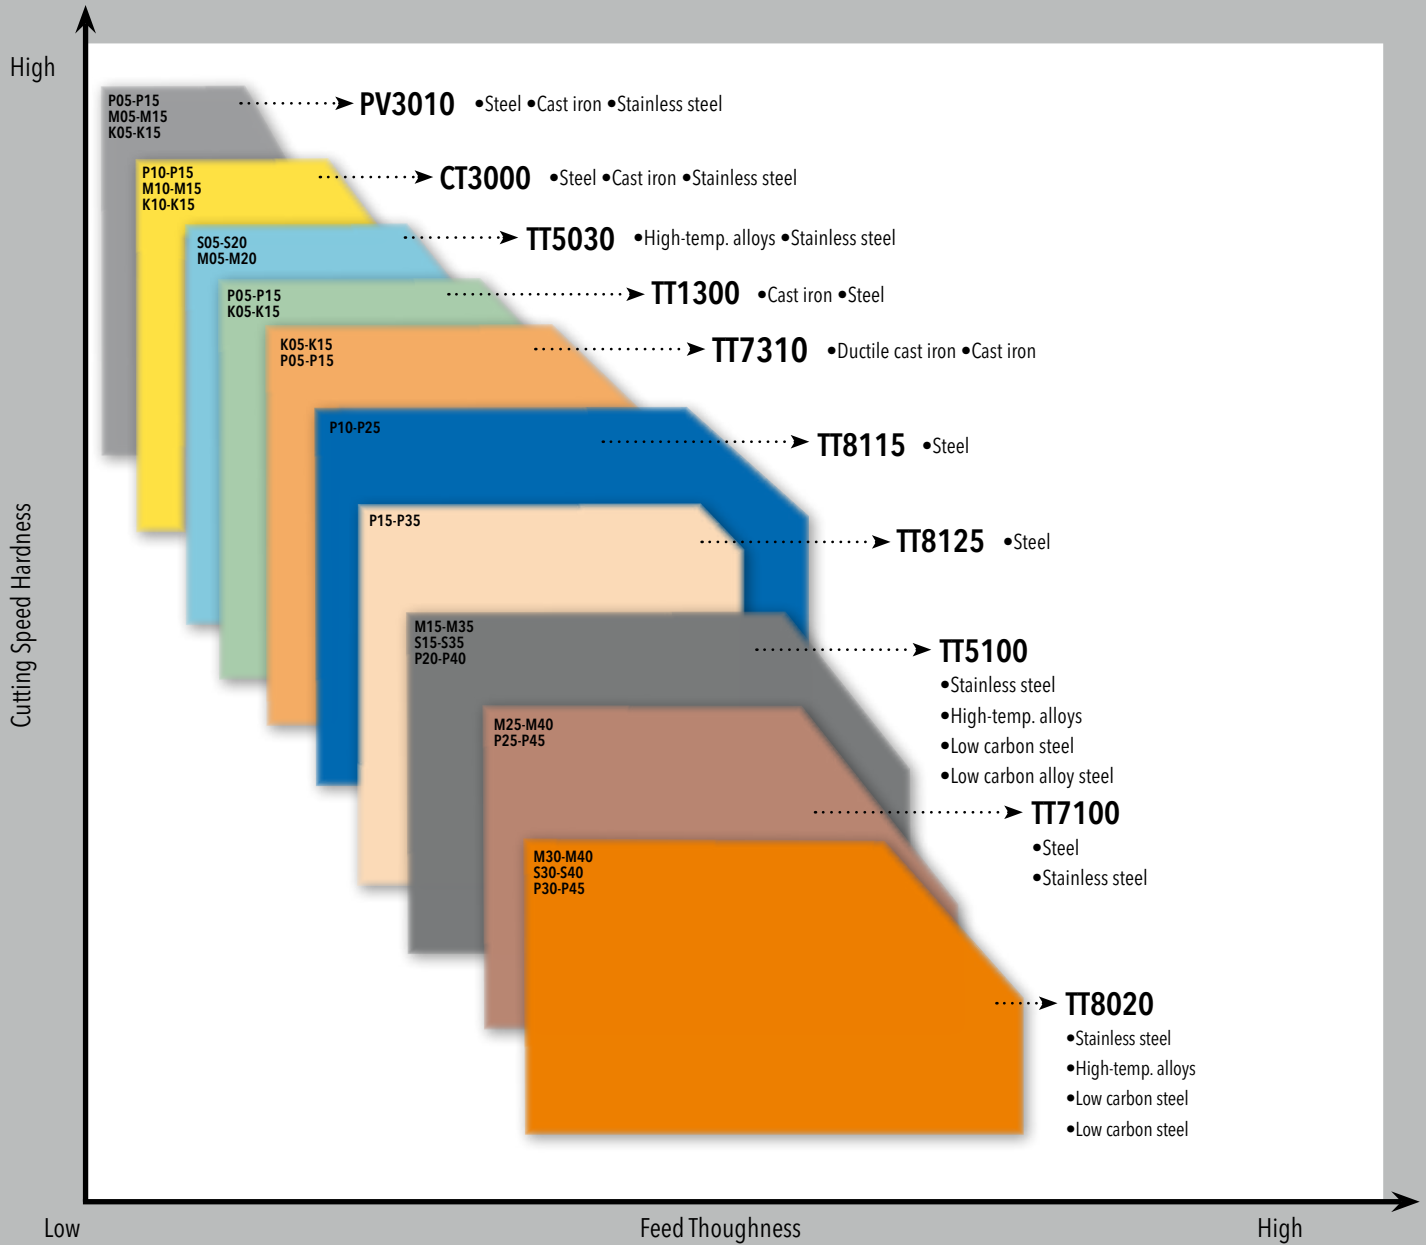 High
P05-P15
M05-M15
K05-K15
PV3010 •Steel •Cast iron •Stainless steel
P10-P15
M10-M15
K10-K15
CT3000 •Steel •Cast iron •Stainless steel
S05-S20
M05-M20
TT5030 •High-temp. alloys •Stainless steel
P05-P15
K05-K15
TT1300 •Cast iron •Steel
K05-K15
P05-P15
TT7310 •Ductile cast iron •Cast iron
P10-P25
TT8115 •Steel
P15-P35
TT8125 •Steel
Cutting Speed Hardness
M15-M35
S15-S35
P20-P40
TT5100
•Stainless steel
•High-temp. alloys
•Low carbon steel
•Low carbon alloy steel
M25-M40
P25-P45
TT7100
•Steel
•Stainless steel
M30-M40
S30-S40
P30-P45
TT8020
•Stainless steel
•High-temp. alloys
•Low carbon steel
•Low carbon steel
Low Feed Thoughness High